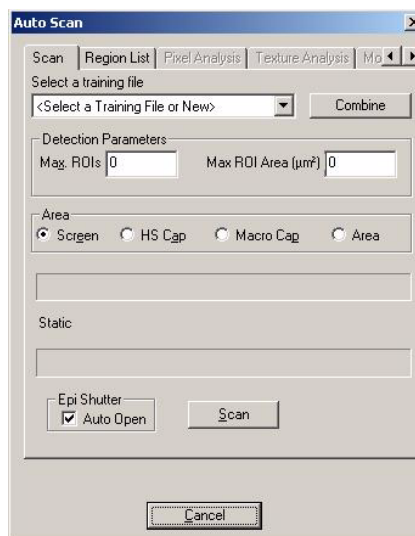 Auto Scan
Scan Region List Pixel Analysis Texture Analysis Mo
Select a training file
<Select a Training File or New> Combine
Detection Parameters
Max. ROIs 0 Max ROI Area (µm²) 0
Area
Screen HS Cap Macro Cap Area
Static
Epi Shutter
Auto Open Scan
Cancel